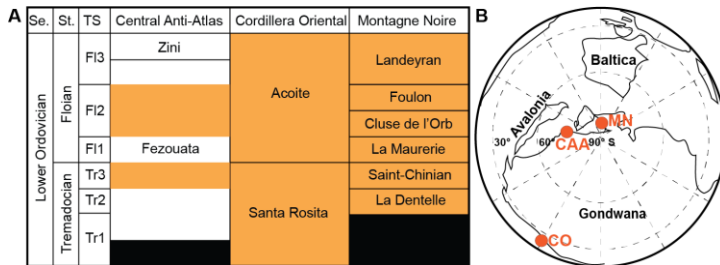 A
Se. St. TS Central Anti-Atlas Cordillera Oriental Montagne Noire
Lower Ordovician
Floian
Tremadocian
Fl3
Fl2
Fl1
Tr3
Tr2
Tr1
Zini
Fezouata
Acoite
Santa Rosita
Landeyran
Foulon
Cluse de l'Orb
La Maurerie
Saint-Chinian
La Dentelle
B
Baltica
Avalonia
MN
30° 60° 90° S
CAA
Gondwana
CO